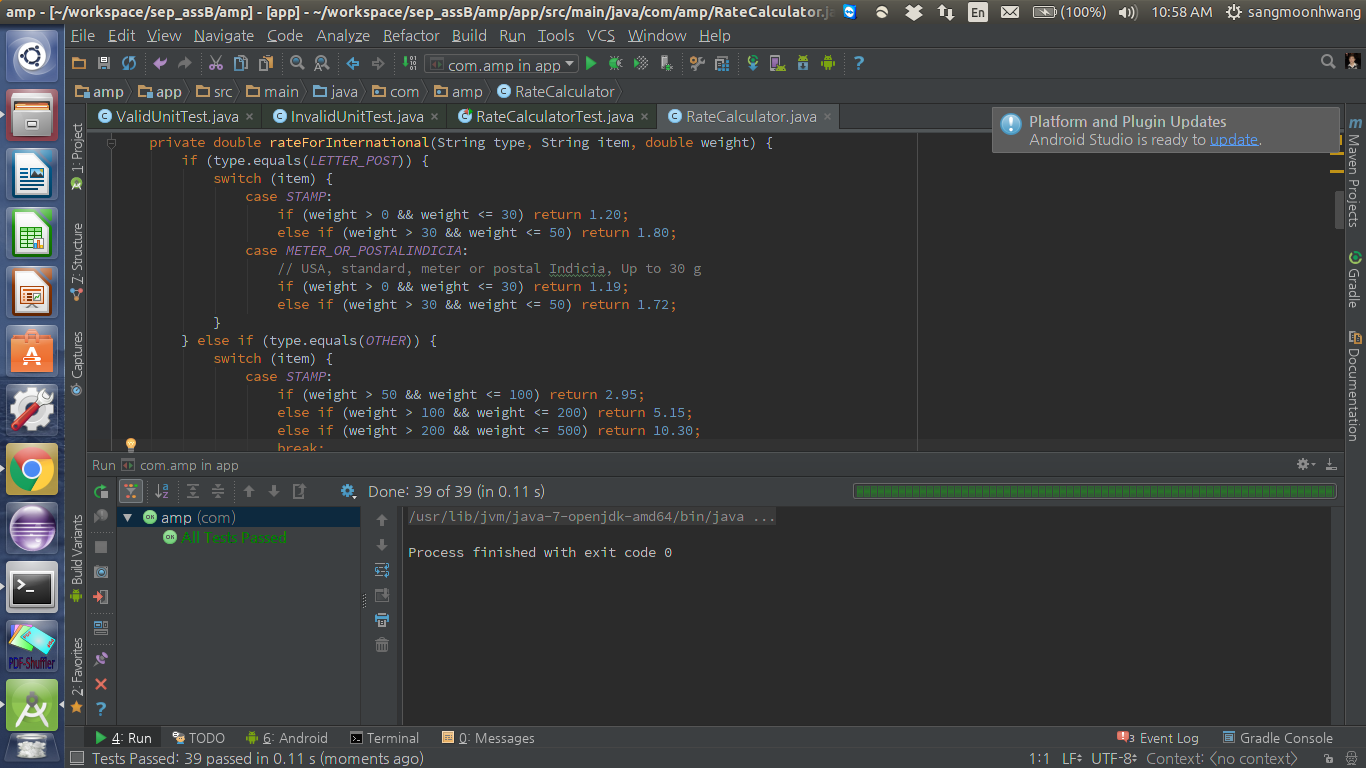 amp - [~/workspace/sep_assB/amp] - [app] - ~/workspace/sep_assB/amp/app/src/main/java/com/amp/RateCalculator.j
En (100%) 10:58 AM sangmoonhwang
File Edit View Navigate Code Analyze Refactor Build Run Tools VCS Window Help
com.amp in app
amp app src main java com amp RateCalculator
ValidUnitTest.java InvalidUnitTest.java RateCalculatorTest.java RateCalculator.java
Platform and Plugin Updates
Android Studio is ready to update.
private double rateForInternational(String type, String item, double weight) {
if (type.equals(LETTER_POST)) {
switch (item) {
case STAMP:
if (weight > 0 && weight <= 30) return 1.20;
else if (weight > 30 && weight <= 50) return 1.80;
case METER_OR_POSTALINDICIA:
// USA, standard, meter or postal Indicia, Up to 30 g
if (weight > 0 && weight <= 30) return 1.19;
else if (weight > 30 && weight <= 50) return 1.72;
}
} else if (type.equals(OTHER)) {
switch (item) {
case STAMP:
if (weight > 50 && weight <= 100) return 2.95;
else if (weight > 100 && weight <= 200) return 5.15;
else if (weight > 200 && weight <= 500) return 10.30;
break;
1: Project
7: Structure
Captures
Build Variants
2: Favorites
Maven Projects
Gradle
Documentation
Run com.amp in app
Done: 39 of 39 (in 0.11 s)
amp (com)
All Tests Passed
/usr/lib/jvm/java-7-openjdk-amd64/bin/java ...
Process finished with exit code 0
PDF-Shuffler
4: Run TODO 6: Android Terminal 0: Messages 3 Event Log Gradle Console
Tests Passed: 39 passed in 0.11 s (moments ago) 1:1 LF UTF-8 Context: <no context>